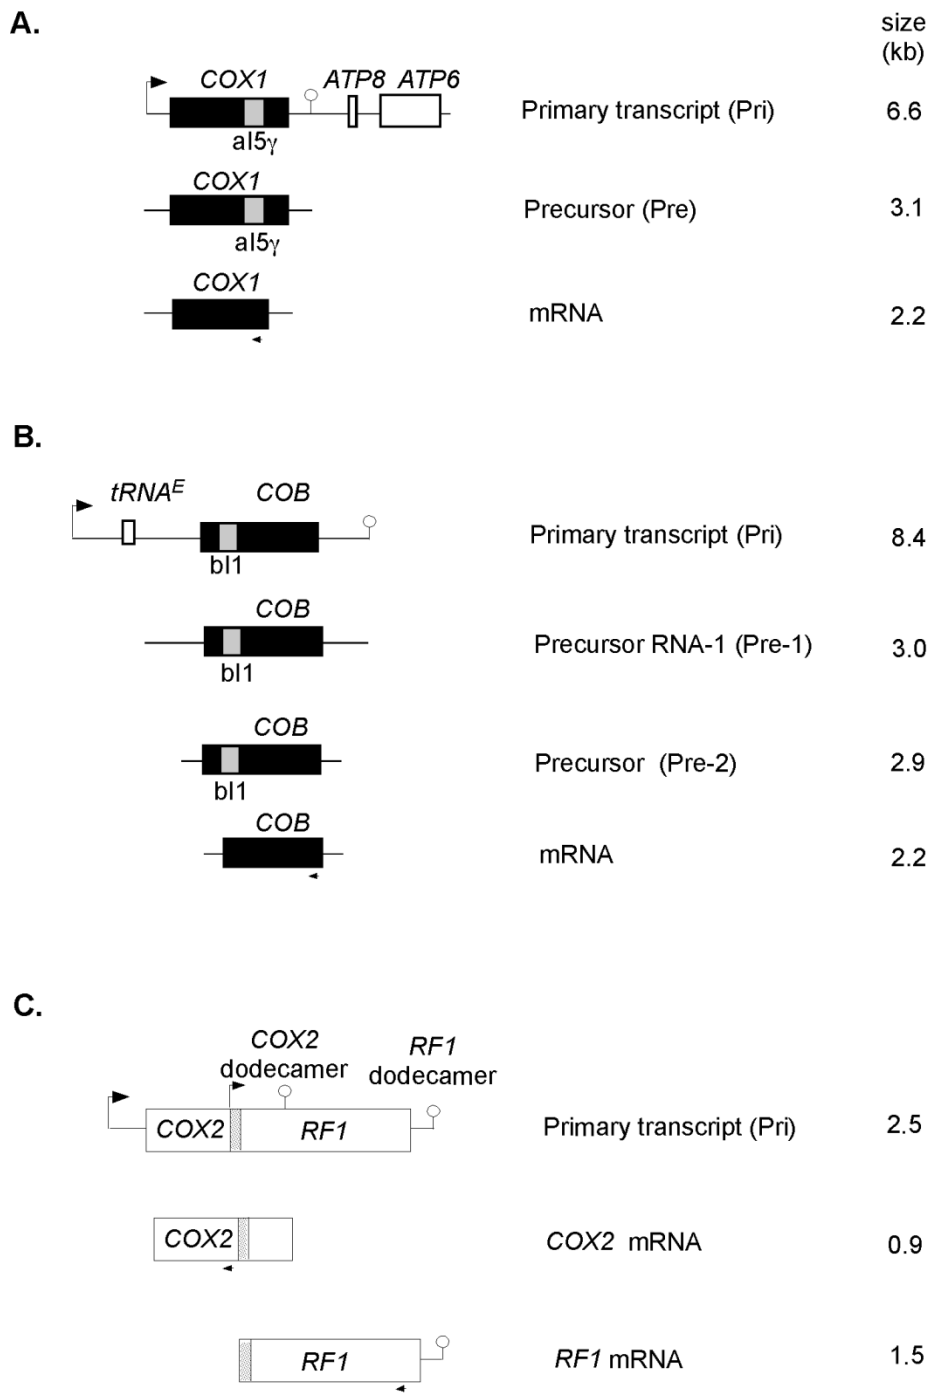 A.
size
(kb)
COX1 ATP8 ATP6
aI5γ
Primary transcript (Pri) 6.6
COX1
aI5γ
Precursor (Pre) 3.1
COX1
mRNA 2.2
B.
tRNAᴱ COB
bI1
Primary transcript (Pri) 8.4
COB
bI1
Precursor RNA-1 (Pre-1) 3.0
COB
bI1
Precursor (Pre-2) 2.9
COB
mRNA 2.2
C.
COX2
dodecamer
RF1
dodecamer
COX2 RF1
Primary transcript (Pri) 2.5
COX2
COX2 mRNA 0.9
RF1
RF1 mRNA 1.5